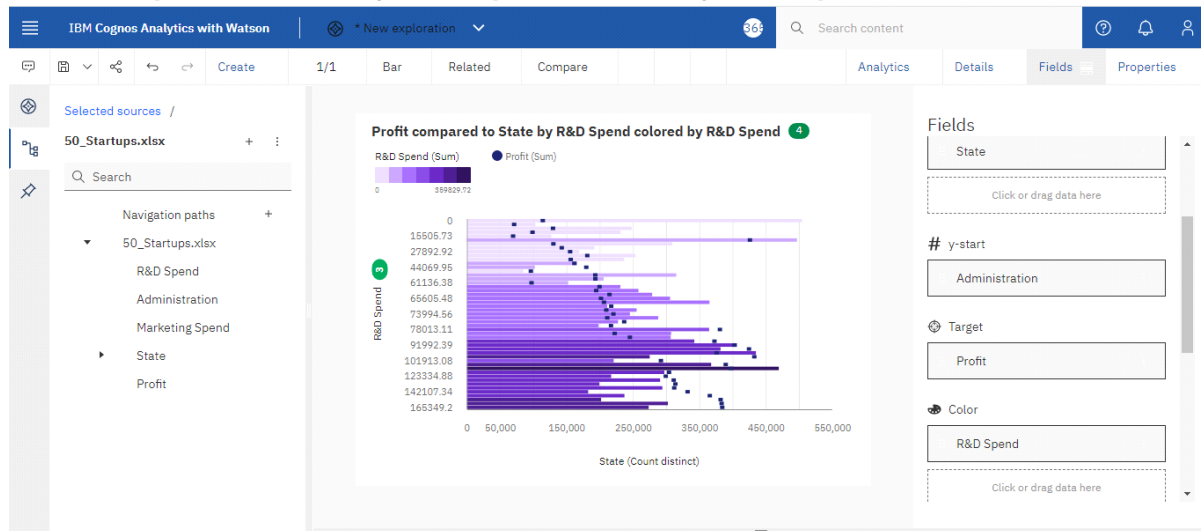 IBM Cognos Analytics with Watson
* New exploration
365
Search content
Create
1/1
Bar
Related
Compare
Analytics
Details
Fields
Properties
Selected sources /
50_Startups.xlsx
Search
Navigation paths
50_Startups.xlsx
R&D Spend
Administration
Marketing Spend
State
Profit
Profit compared to State by R&D Spend colored by R&D Spend 4
R&D Spend (Sum)
Profit (Sum)
0 359829.72
R&D Spend 3
0
15505.73
27892.92
44069.95
61136.38
65605.48
73994.56
78013.11
91992.39
101913.08
123334.88
142107.34
165349.2
0 50,000 150,000 250,000 350,000 450,000 550,000
State (Count distinct)
Fields
State
Click or drag data here
# y-start
Administration
Target
Profit
Color
R&D Spend
Click or drag data here